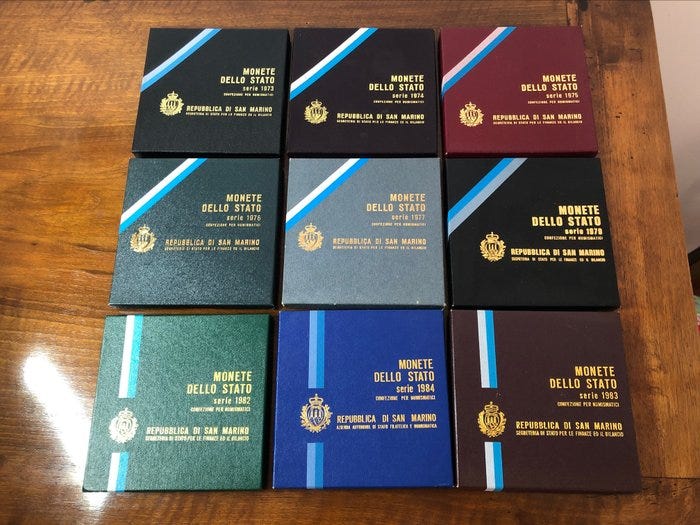 MONETE
DELLO STATO
serie 1973
CONFEZIONE PER NUMISMATICI
REPUBBLICA DI SAN MARINO
SEGRETERIA DI STATO PER LE FINANZE ED IL BILANCIO
MONETE
DELLO STATO
serie 1974
CONFEZIONE PER NUMISMATICI
REPUBBLICA DI SAN MARINO
SEGRETERIA DI STATO PER LE FINANZE ED IL BILANCIO
MONETE
DELLO STATO
serie 1975
CONFEZIONE PER NUMISMATICI
REPUBBLICA DI SAN MARINO
SEGRETERIA DI STATO PER LE FINANZE ED IL BILANCIO
MONETE
DELLO STATO
serie 1976
CONFEZIONE PER NUMISMATICI
REPUBBLICA DI SAN MARINO
SEGRETERIA DI STATO PER LE FINANZE ED IL BILANCIO
MONETE
DELLO STATO
serie 1977
CONFEZIONE PER NUMISMATICI
REPUBBLICA DI SAN MARINO
SEGRETERIA DI STATO PER LE FINANZE ED IL BILANCIO
MONETE
DELLO STATO
serie 1979
CONFEZIONE PER NUMISMATICI
REPUBBLICA DI SAN MARINO
SEGRETERIA DI STATO PER LE FINANZE ED IL BILANCIO
MONETE
DELLO STATO
serie 1982
CONFEZIONE PER NUMISMATICI
REPUBBLICA DI SAN MARINO
SEGRETERIA DI STATO PER LE FINANZE ED IL BILANCIO
MONETE
DELLO STATO
serie 1984
CONFEZIONE PER NUMISMATICI
REPUBBLICA DI SAN MARINO
AZIENDA AUTONOMA DI STATO FILATELICA E NUMISMATICA
MONETE
DELLO STATO
serie 1983
CONFEZIONE PER NUMISMATICI
REPUBBLICA DI SAN MARINO
SEGRETERIA DI STATO PER LE FINANZE ED IL BILANCIO